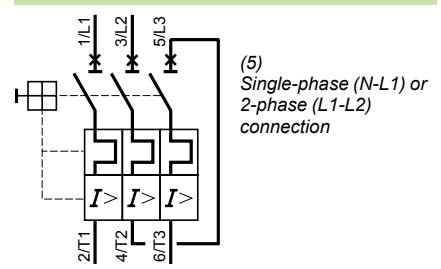 1/L1
3/L2
5/L3
(5)
Single-phase (N-L1) or
2-phase (L1-L2)
connection
I> I> I>
2/T1
4/T2
6/T3